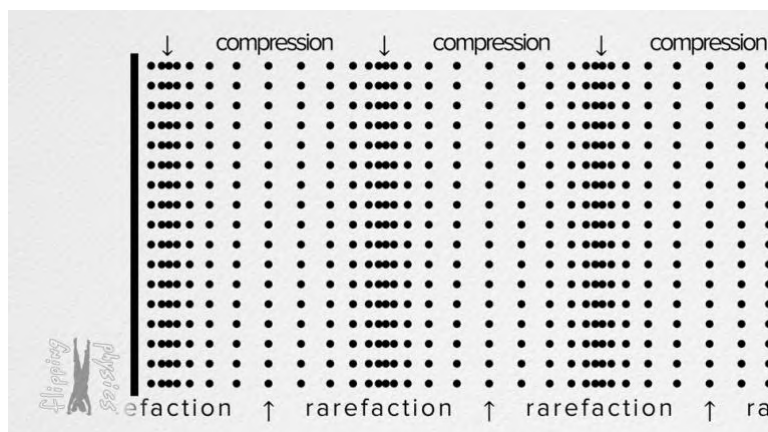 ↓ compression ↓ compression ↓ compression
flipping
physics
efaction ↑ rarefaction ↑ rarefaction ↑ ra